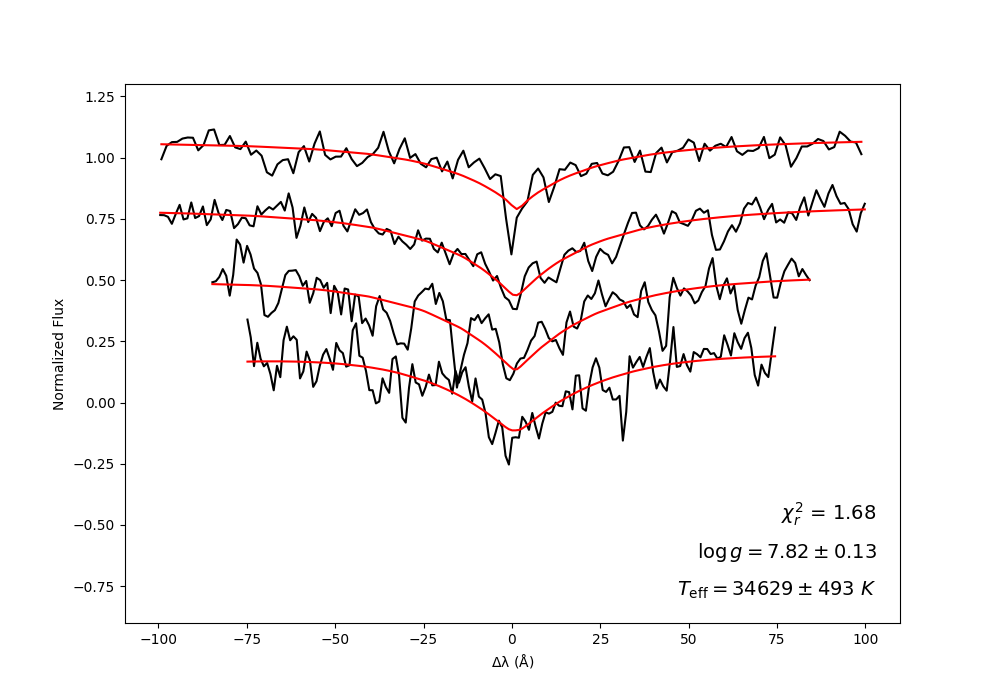 1.25
1.00
0.75
0.50
0.25
0.00
−0.25
−0.50
−0.75
Normalized Flux
χ²ᵣ = 1.68
log g = 7.82 ± 0.13
T_eff = 34629 ± 493 K
−100 −75 −50 −25 0 25 50 75 100
Δλ (Å)